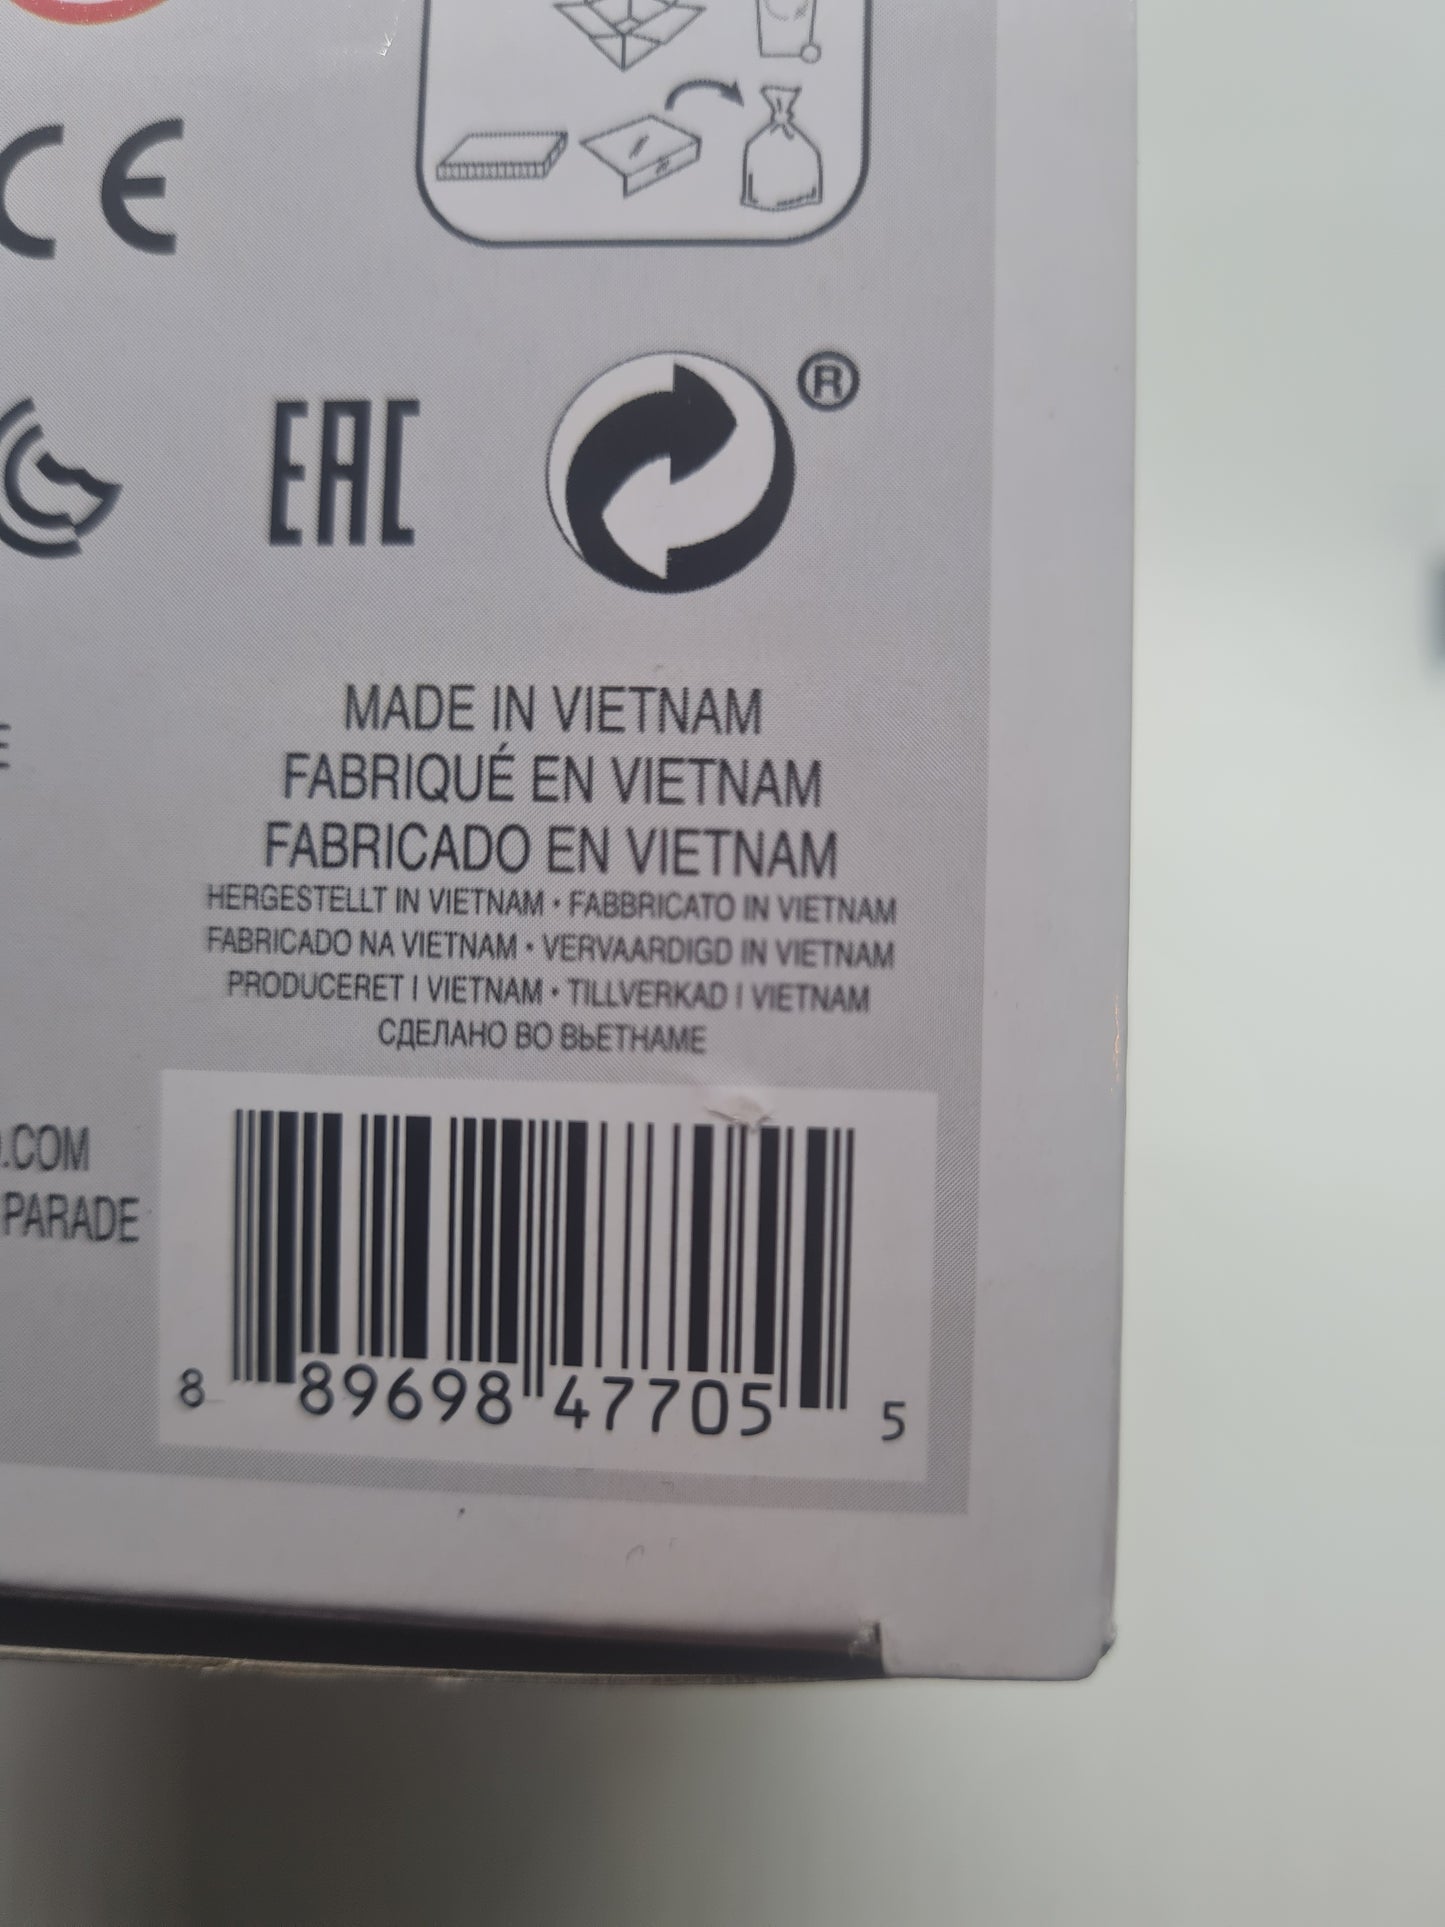 CE
EAC
®
MADE IN VIETNAM
FABRIQUÉ EN VIETNAM
FABRICADO EN VIETNAM
HERGESTELLT IN VIETNAM • FABBRICATO IN VIETNAM
FABRICADO NA VIETNAM • VERVAARDIGD IN VIETNAM
PRODUCERET I VIETNAM • TILLVERKAD I VIETNAM
СДЕЛАНО ВО ВЬЕТНАМЕ
.COM
PARADE
8 89698 47705 5